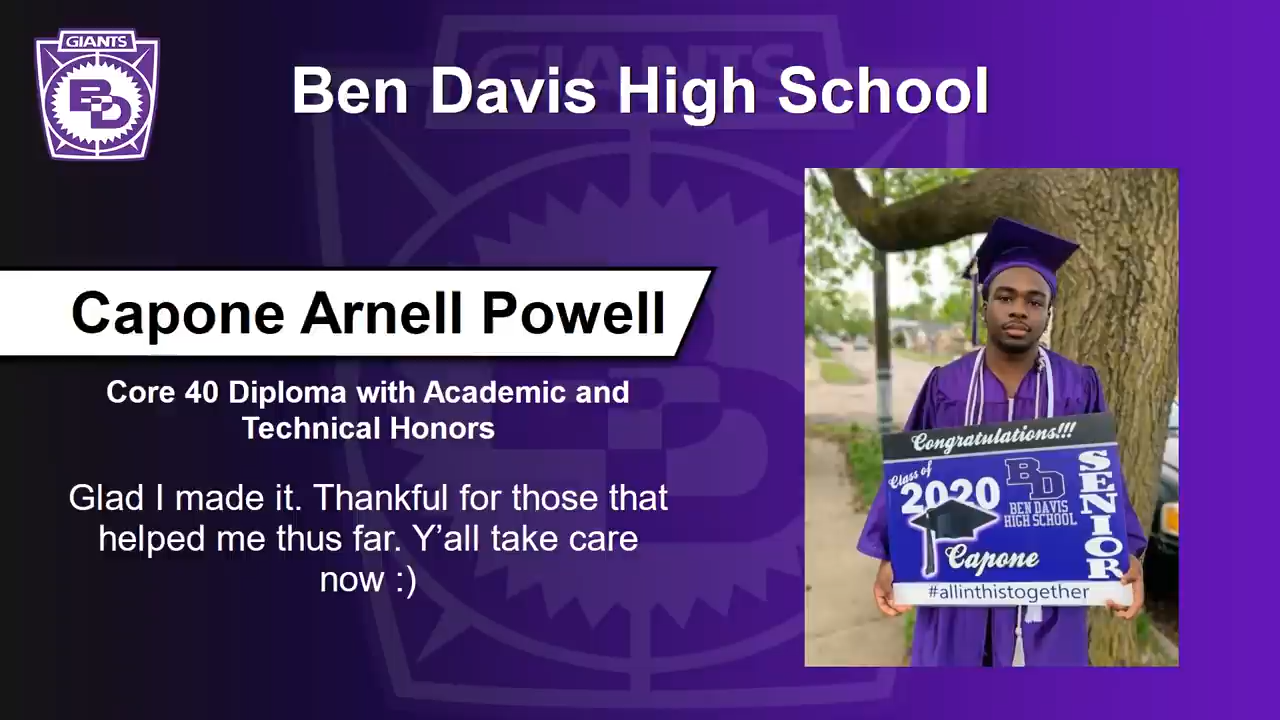 GIANTS
BD
Ben Davis High School
GIANTS
Capone Arnell Powell
Core 40 Diploma with Academic and
Technical Honors
Glad I made it. Thankful for those that
helped me thus far. Y’all take care
now :)
Congratulations!!!
Class of
2020
BD
BEN DAVIS
HIGH SCHOOL
SENIOR
Capone
#allinthistogether
BD